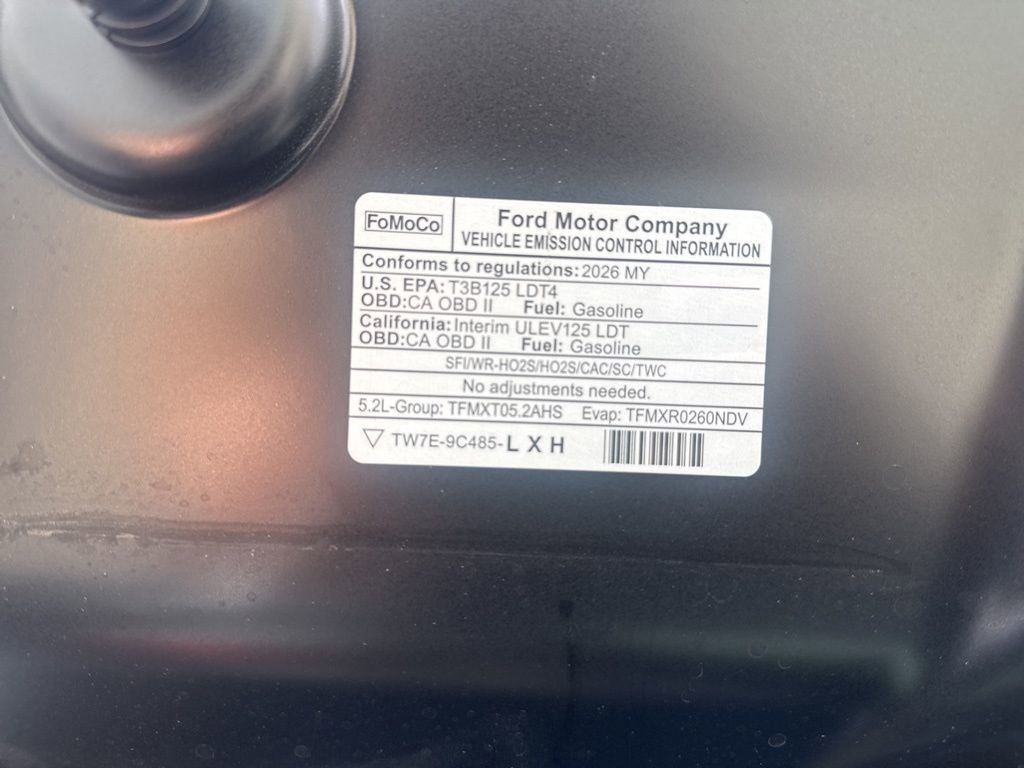 FoMoCo
Ford Motor Company
VEHICLE EMISSION CONTROL INFORMATION
Conforms to regulations: 2026 MY
U.S. EPA: T3B125 LDT4
OBD:CA OBD II Fuel: Gasoline
California: Interim ULEV125 LDT
OBD:CA OBD II Fuel: Gasoline
SFI/WR-HO2S/HO2S/CAC/SC/TWC
No adjustments needed.
5.2L-Group: TFMXT05.2AHS Evap: TFMXR0260NDV
TW7E-9C485-L X H